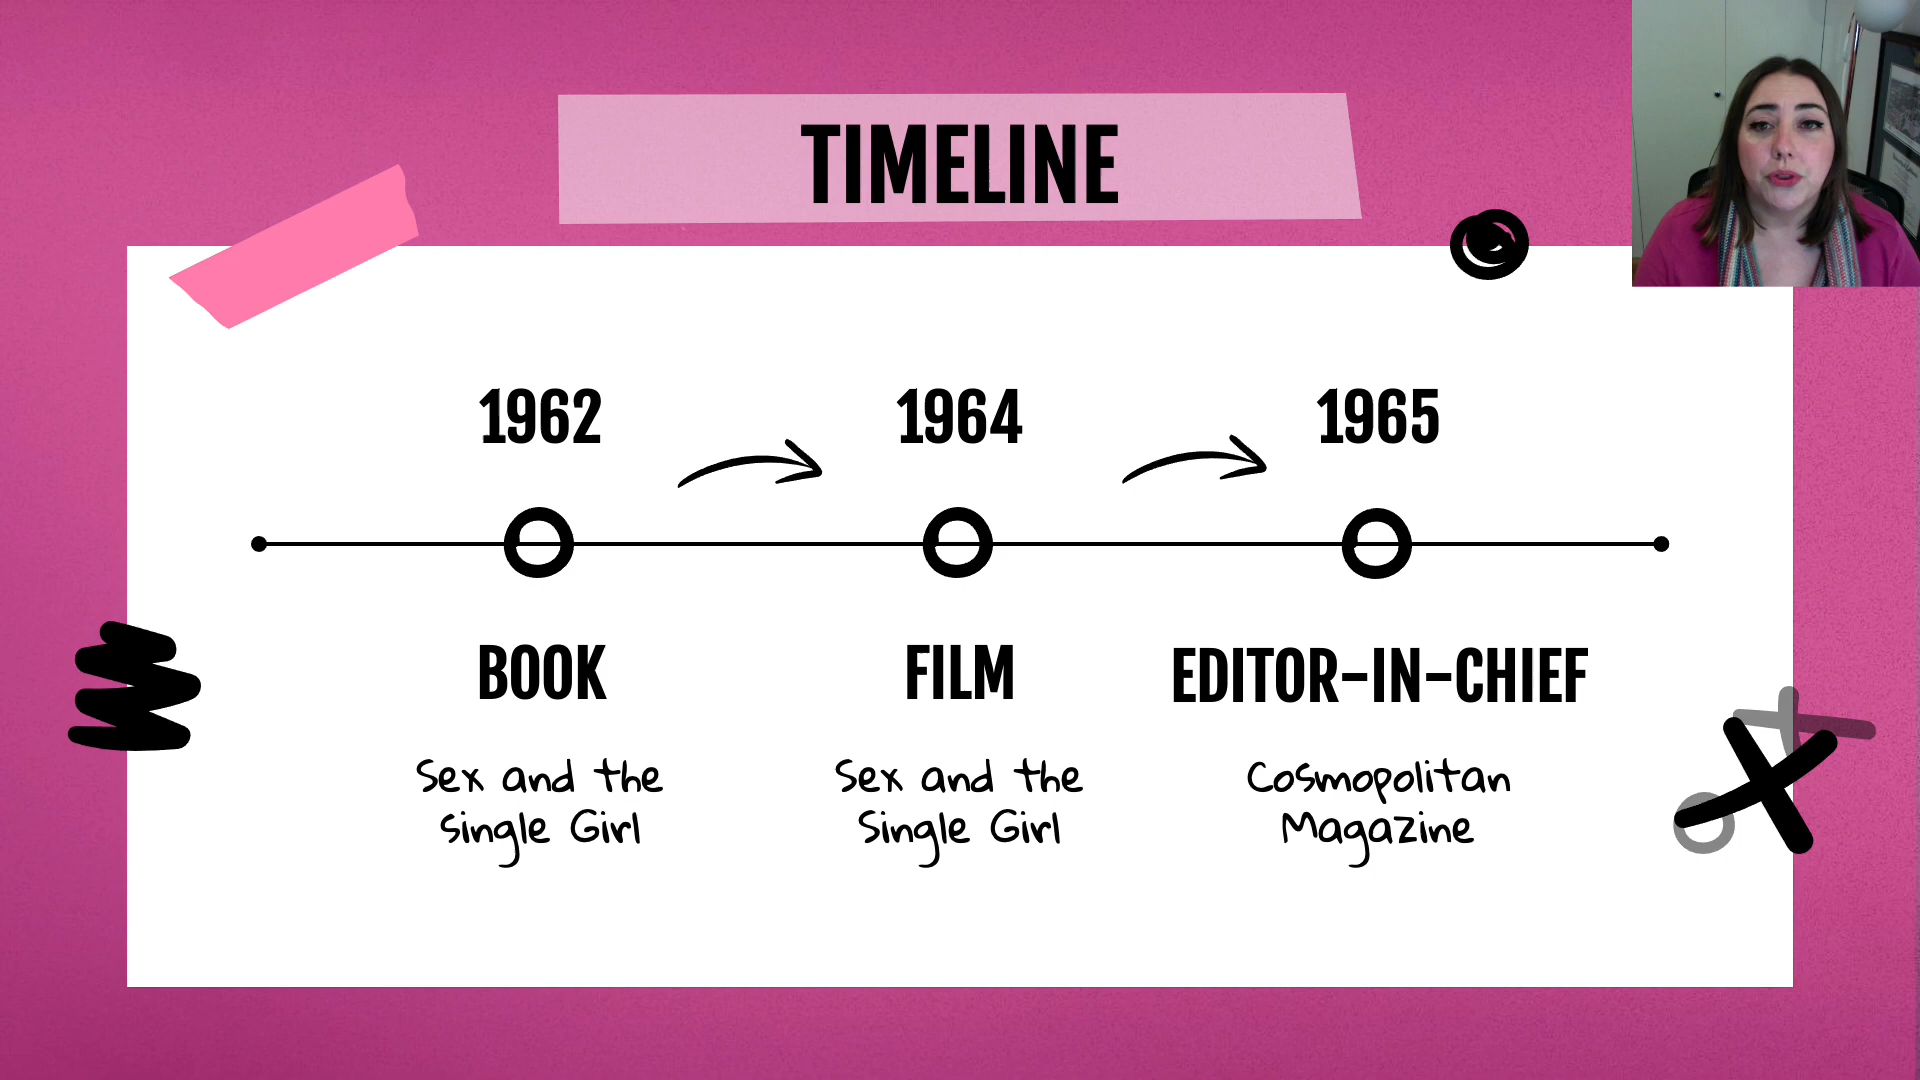 TIMELINE
1962
1964
1965
BOOK
FILM
EDITOR-IN-CHIEF
Sex and the
single Girl
Sex and the
Single Girl
Cosmopolitan
Magazine